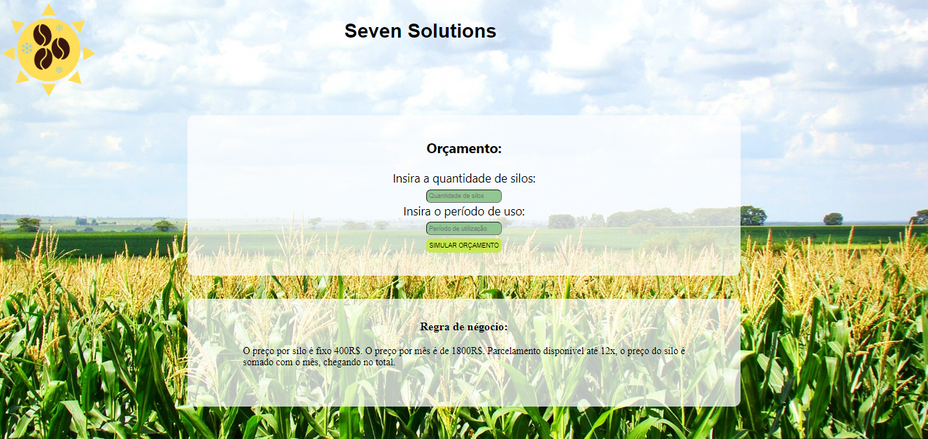 Seven Solutions
Orçamento:
Insira a quantidade de silos:
Quantidade de silos
Insira o período de uso:
Período de utilização
SIMULAR ORÇAMENTO
Regra de négocio:
O preço por silo é fixo 400R$. O preço por mês é de 1800R$. Parcelamento disponível até 12x, o preço do silo é
somado com o mês, chegando no total.